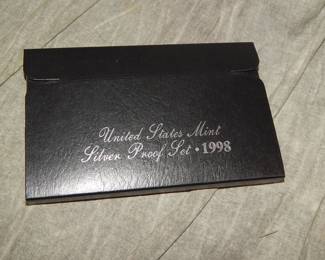 United States Mint
Silver Proof Set • 1998